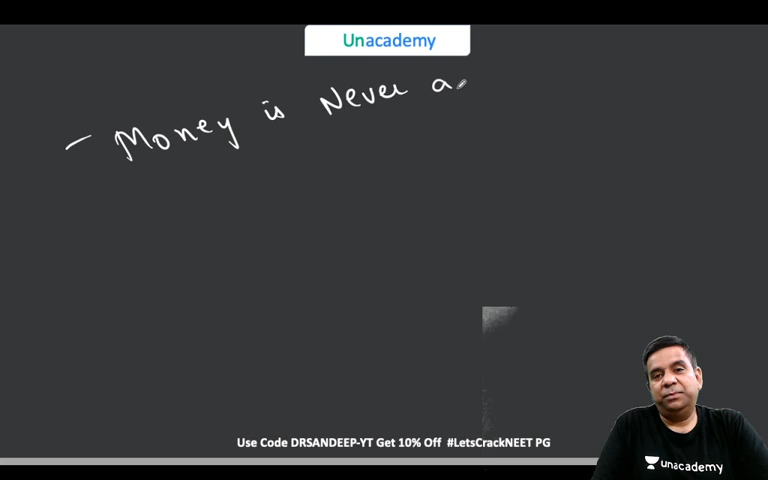 Unacademy
- Money is Never a
Use Code DRSANDEEP-YT Get 10% Off #LetsCrackNEET PG
unacademy